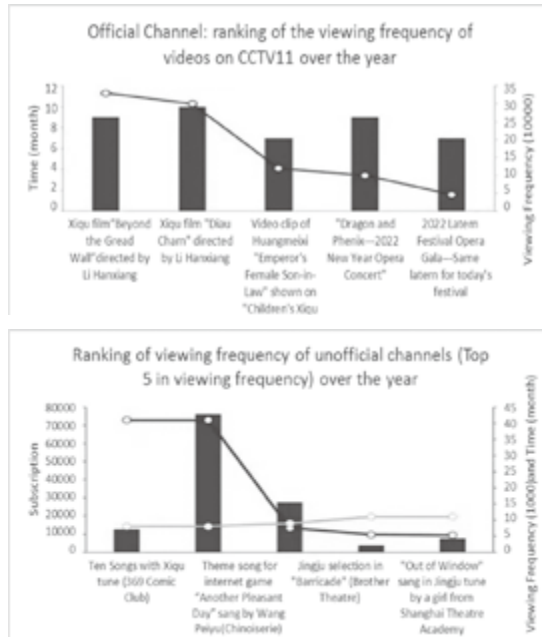 Official Channel: ranking of the viewing frequency of
videos on CCTV11 over the year
12
10
8
6
4
2
0
Time (month)
35
30
25
20
15
10
5
0
Viewing Frequency (10000)
Xiqu film"Beyond
the Gread
Wall"directed by
Li Hanxiang
Xiqu film "Diau
Charn" directed
by Li Hanxiang
Video clip of
Huangmeixi
"Emperor's
Female Son-in-
Law" shown on
"Children's Xiqu
"Dragon and
Phenix—2022
New Year Opera
Concert"
2022 Latern
Festival Opera
Gala—Same
latern for today's
festival
Ranking of viewing frequency of unofficial channels (Top
5 in viewing frequency) over the year
80000
70000
60000
50000
40000
30000
20000
10000
0
Subscription
45
40
35
30
25
20
15
10
5
0
Viewing Frequency (1000)and Time (month)
Ten Songs with Xiqu
tune (369 Comic
Club)
Theme song for
internet game
"Another Pleasant
Day" sang by Wang
Peiyu(Chinoiserie)
Jingju selection in
"Barricade" (Brother
Theatre)
"Out of Window"
sang in Jingju tune
by a girl from
Shanghai Theatre
Academy